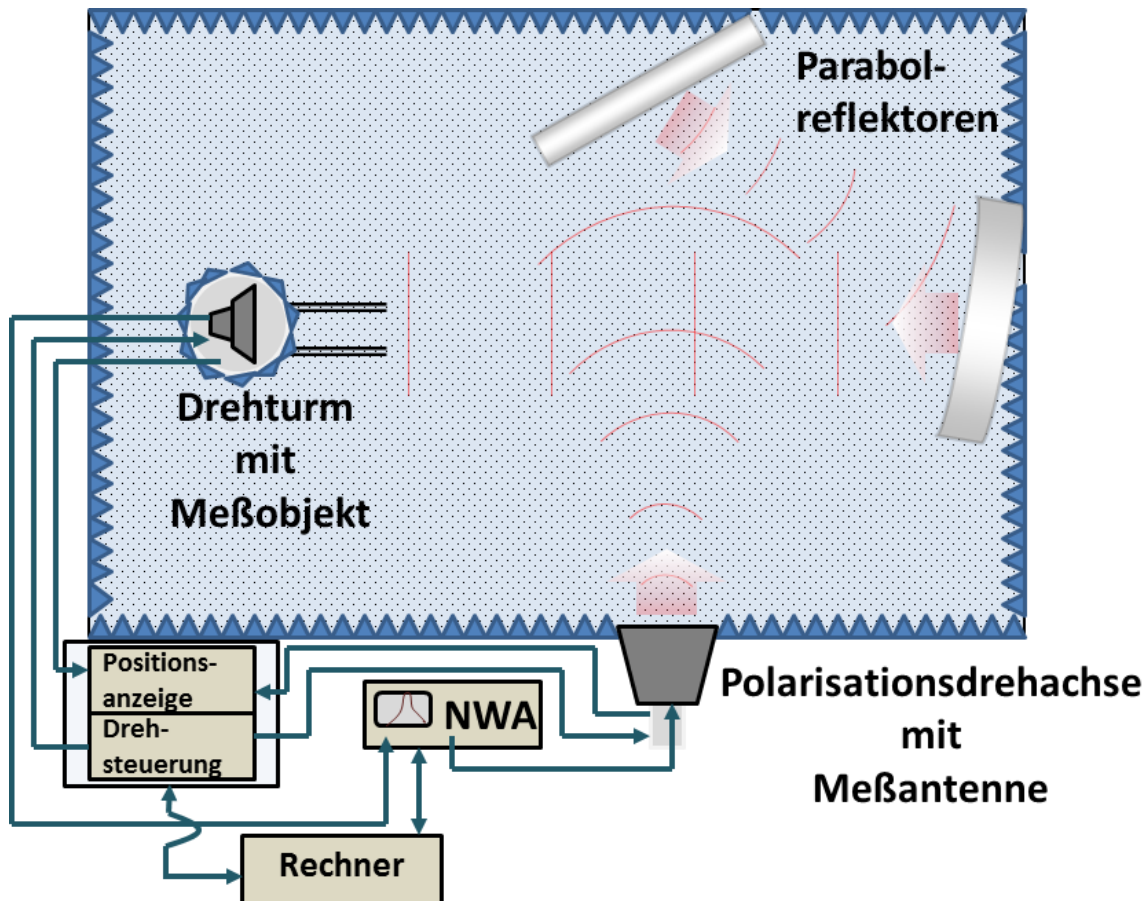 Parabol-
reflektoren
Drehturm
mit
Meßobjekt
Positions-
anzeige
Dreh-
steuerung
NWA
Polarisationsdrehachse
mit
Meßantenne
Rechner